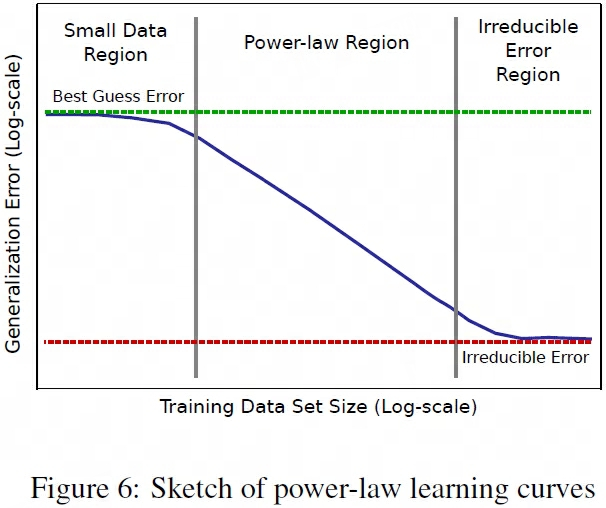 Small Data
Region
Power-law Region
Irreducible
Error
Region
Best Guess Error
Generalization Error (Log-scale)
Irreducible Error
Training Data Set Size (Log-scale)
Figure 6: Sketch of power-law learning curves